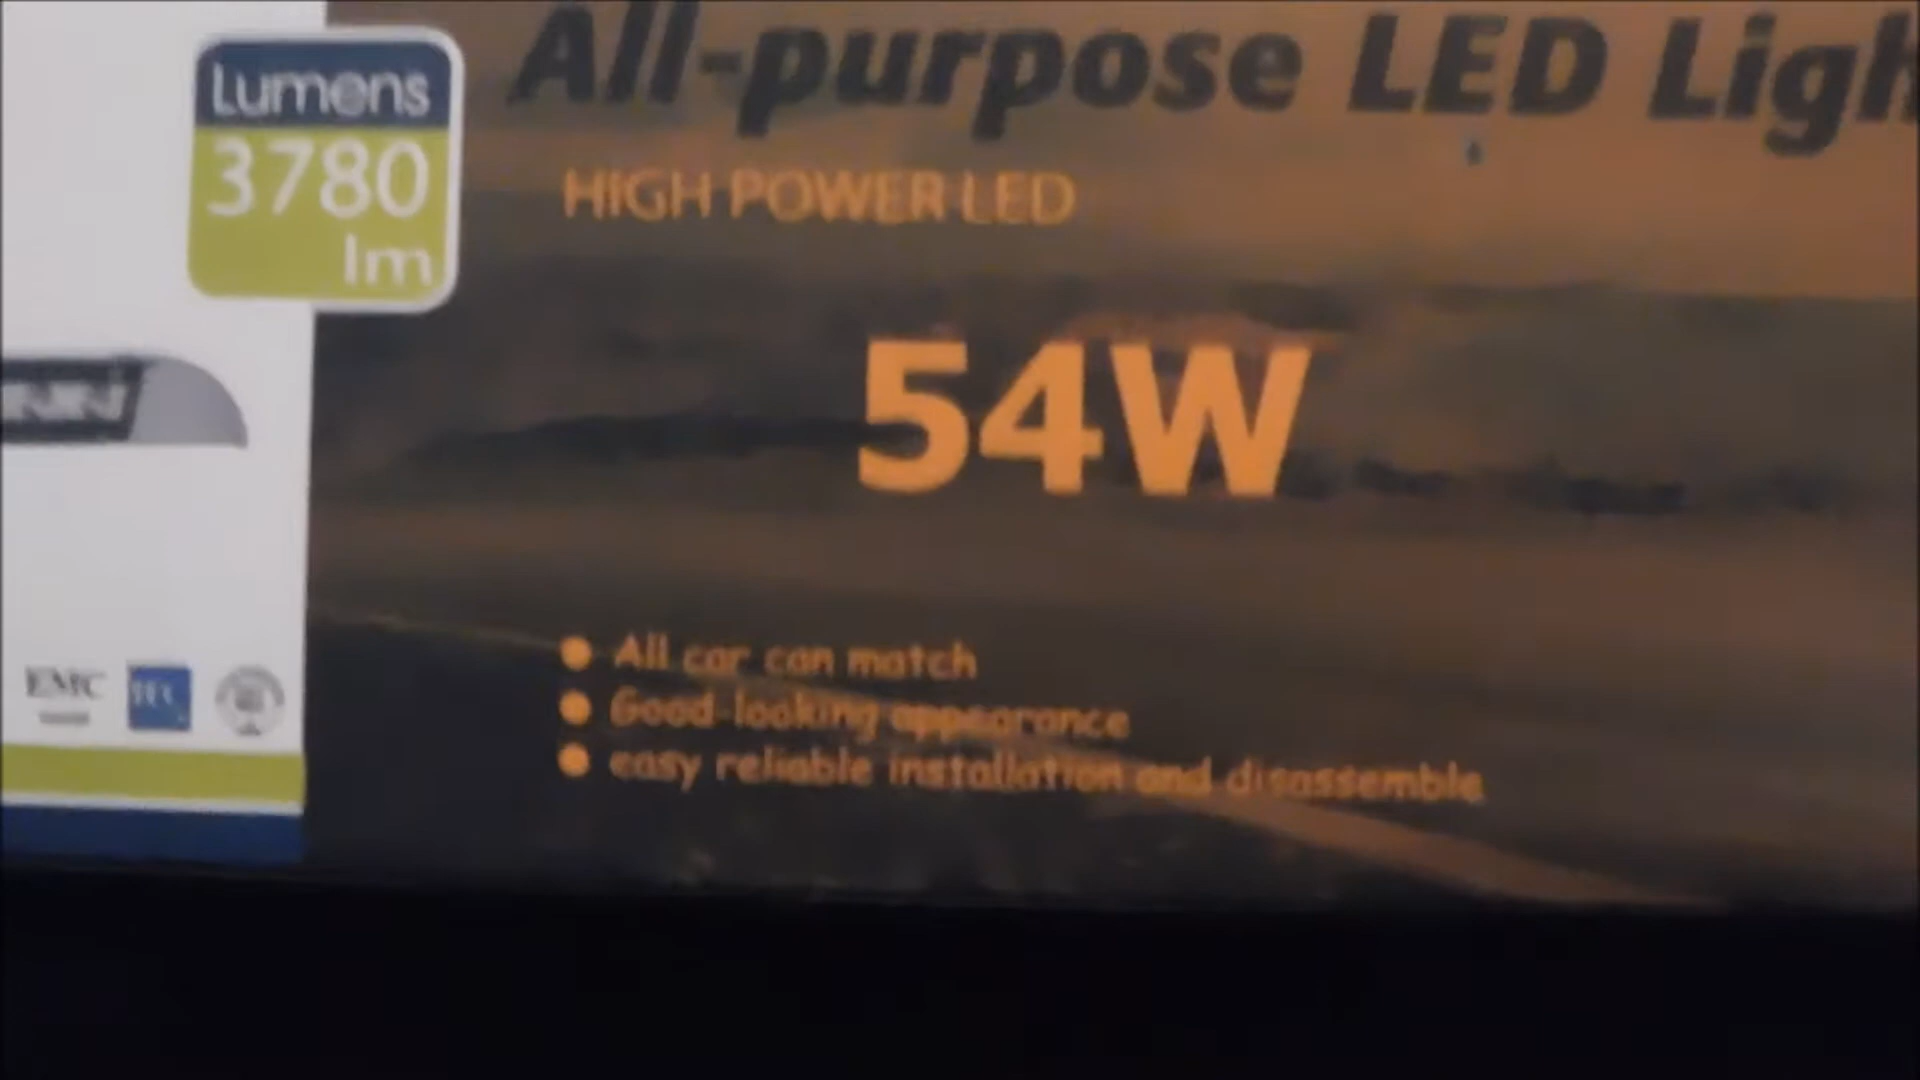 All-purpose LED Ligh
Lumens
3780
lm
HIGH POWER LED
54W
All car can match
Good-looking appearance
easy reliable installation and disassemble
EMC